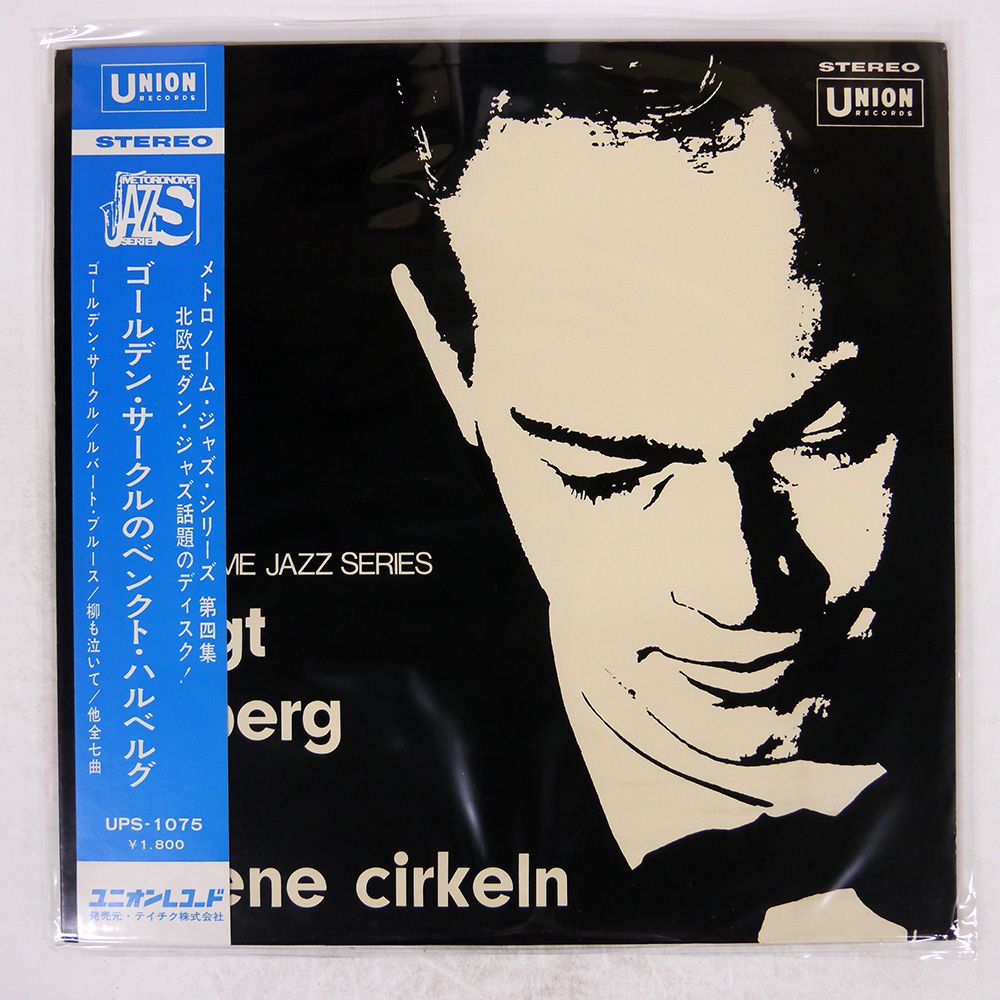 UNION
RECORDS
STEREO
METORONOME
JAZZ
SERIE
メトロノーム・ジャズ・シリーズ 第四集
北欧モダン・ジャズ話題のディスク!
ゴールデン・サークルのベンクト・ハルベルグ
ゴールデン・サークル/ルバート・ブルース/柳も泣いて/他全七曲
UPS-1075
¥1.800
ユニオンレコード
発売元・テイチク株式会社
STEREO
UNION
RECORDS
ME JAZZ SERIES
gt
berg
ene cirkeln